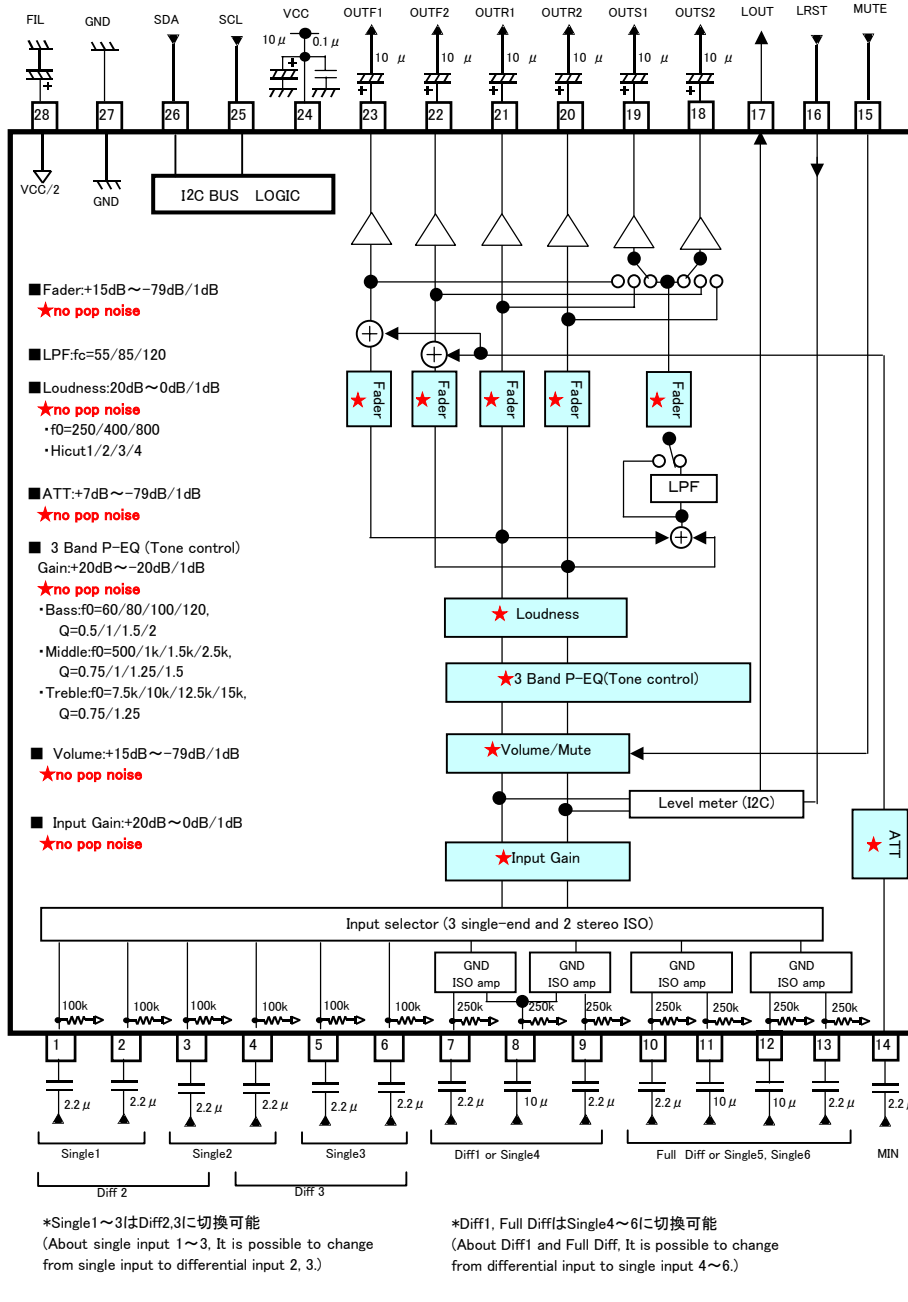 FIL GND SDA SCL VCC OUTF1 OUTF2 OUTR1 OUTR2 OUTS1 OUTS2 LOUT LRST MUTE
10μ 0.1μ 10 μ 10 μ 10 μ 10 μ 10 μ 10 μ
28 27 26 25 24 23 22 21 20 19 18 17 16 15
VCC/2 GND
I2C BUS LOGIC
■Fader:+15dB～-79dB/1dB
★no pop noise
■LPF:fc=55/85/120
■Loudness:20dB～0dB/1dB
★no pop noise
・f0=250/400/800
・Hicut1/2/3/4
■ATT:+7dB～-79dB/1dB
★no pop noise
■ 3 Band P-EQ (Tone control)
Gain:+20dB～-20dB/1dB
★no pop noise
・Bass:f0=60/80/100/120,
Q=0.5/1/1.5/2
・Middle:f0=500/1k/1.5k/2.5k,
Q=0.75/1/1.25/1.5
・Treble:f0=7.5k/10k/12.5k/15k,
Q=0.75/1.25
■ Volume:+15dB～-79dB/1dB
★no pop noise
■ Input Gain:+20dB～0dB/1dB
★no pop noise
★Fader ★Fader ★Fader ★Fader ★Fader
LPF
★ Loudness
★3 Band P-EQ(Tone control)
★Volume/Mute
Level meter (I2C)
★Input Gain
★ATT
Input selector (3 single-end and 2 stereo ISO)
GND GND GND GND
ISO amp ISO amp ISO amp ISO amp
100k 100k 100k 100k 100k 100k 250k 250k 250k 250k 250k 250k 250k
1 2 3 4 5 6 7 8 9 10 11 12 13 14
2.2μ 2.2μ 2.2μ 2.2μ 2.2μ 2.2μ 2.2μ 10μ 2.2μ 2.2μ 10μ 10μ 2.2μ 2.2
Single1 Single2 Single3 Diff1 or Single4 Full Diff or Single5, Single6 MIN
Diff 2 Diff 3
*Single1～3はDiff2,3に切換可能
(About single input 1～3, It is possible to change
from single input to differential input 2, 3.)
*Diff1, Full DiffはSingle4～6に切換可能
(About Diff1 and Full Diff, It is possible to change
from differential input to single input 4～6.)